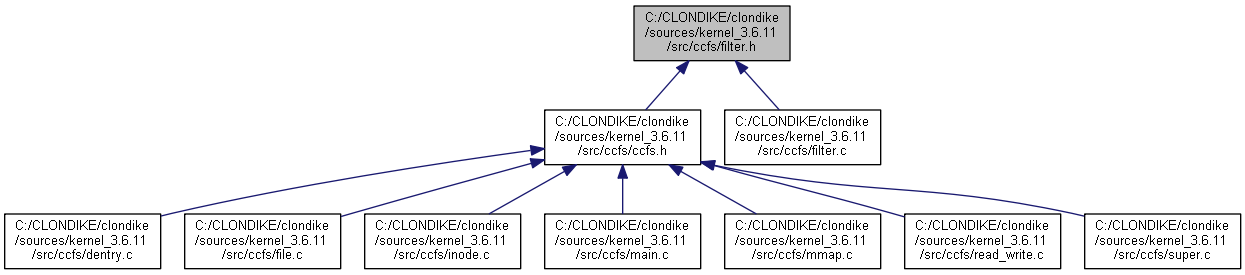 C:/CLONDIKE/clondike
/sources/kernel_3.6.11
/src/ccfs/filter.h
C:/CLONDIKE/clondike
/sources/kernel_3.6.11
/src/ccfs/ccfs.h
C:/CLONDIKE/clondike
/sources/kernel_3.6.11
/src/ccfs/filter.c
C:/CLONDIKE/clondike
/sources/kernel_3.6.11
/src/ccfs/dentry.c
C:/CLONDIKE/clondike
/sources/kernel_3.6.11
/src/ccfs/file.c
C:/CLONDIKE/clondike
/sources/kernel_3.6.11
/src/ccfs/inode.c
C:/CLONDIKE/clondike
/sources/kernel_3.6.11
/src/ccfs/main.c
C:/CLONDIKE/clondike
/sources/kernel_3.6.11
/src/ccfs/mmap.c
C:/CLONDIKE/clondike
/sources/kernel_3.6.11
/src/ccfs/read_write.c
C:/CLONDIKE/clondike
/sources/kernel_3.6.11
/src/ccfs/super.c